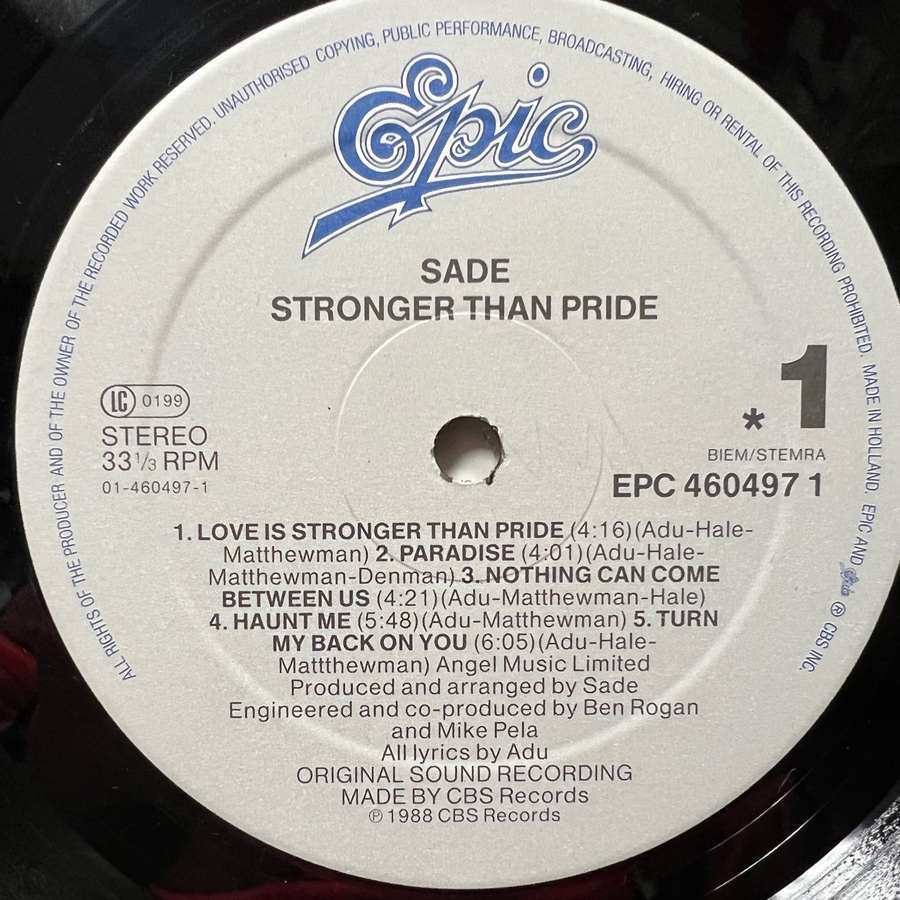 ALL RIGHTS OF THE PRODUCER AND OF THE OWNER OF THE RECORDED WORK RESERVED. UNAUTHORISED COPYING, PUBLIC PERFORMANCE, BROADCASTING, HIRING OR RENTAL OF THIS RECORDING PROHIBITED. MADE IN HOLLAND. EPIC AND Epic ® CBS INC.
Epic
SADE
STRONGER THAN PRIDE
LC 0199
STEREO
33 1/3 RPM
01-460497-1
* 1
BIEM/STEMRA
EPC 460497 1
1. LOVE IS STRONGER THAN PRIDE (4:16)(Adu-Hale-
Matthewman) 2. PARADISE (4:01)(Adu-Hale-
Matthewman-Denman) 3. NOTHING CAN COME
BETWEEN US (4:21)(Adu-Matthewman-Hale)
4. HAUNT ME (5:48)(Adu-Matthewman) 5. TURN
MY BACK ON YOU (6:05)(Adu-Hale-
Mattthewman) Angel Music Limited
Produced and arranged by Sade
Engineered and co-produced by Ben Rogan
and Mike Pela
All lyrics by Adu
ORIGINAL SOUND RECORDING
MADE BY CBS Records
℗ 1988 CBS Records